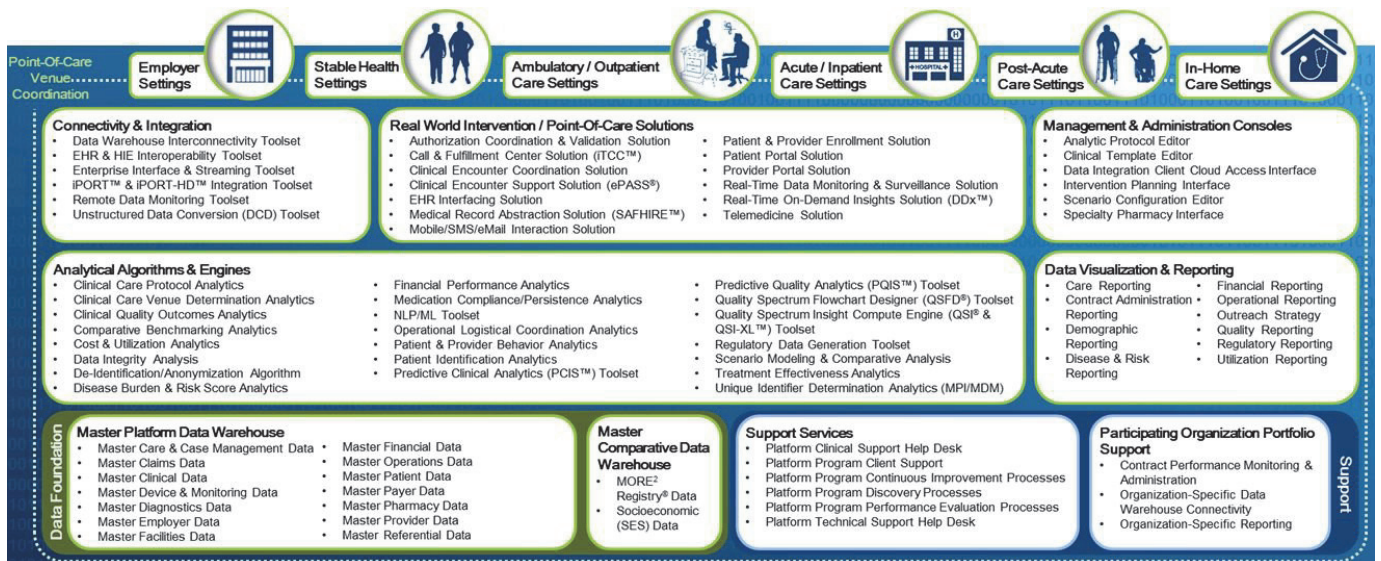 Point-Of-Care
Venue
Coordination
Employer
Settings
Stable Health
Settings
Ambulatory / Outpatient
Care Settings
Acute / Inpatient
Care Settings
H
HOSPITAL
Post-Acute
Care Settings
In-Home
Care Settings
Connectivity & Integration
• Data Warehouse Interconnectivity Toolset
• EHR & HIE Interoperability Toolset
• Enterprise Interface & Streaming Toolset
• iPORT™ & iPORT-HD™ Integration Toolset
• Remote Data Monitoring Toolset
• Unstructured Data Conversion (DCD) Toolset
Real World Intervention / Point-Of-Care Solutions
• Authorization Coordination & Validation Solution
• Call & Fulfillment Center Solution (iTCC™)
• Clinical Encounter Coordination Solution
• Clinical Encounter Support Solution (ePASS®)
• EHR Interfacing Solution
• Medical Record Abstraction Solution (SAFHIRE™)
• Mobile/SMS/eMail Interaction Solution
• Patient & Provider Enrollment Solution
• Patient Portal Solution
• Provider Portal Solution
• Real-Time Data Monitoring & Surveillance Solution
• Real-Time On-Demand Insights Solution (DDx™)
• Telemedicine Solution
Management & Administration Consoles
• Analytic Protocol Editor
• Clinical Template Editor
• Data Integration Client Cloud Access Interface
• Intervention Planning Interface
• Scenario Configuration Editor
• Specialty Pharmacy Interface
Analytical Algorithms & Engines
• Clinical Care Protocol Analytics
• Clinical Care Venue Determination Analytics
• Clinical Quality Outcomes Analytics
• Comparative Benchmarking Analytics
• Cost & Utilization Analytics
• Data Integrity Analysis
• De-Identification/Anonymization Algorithm
• Disease Burden & Risk Score Analytics
• Financial Performance Analytics
• Medication Compliance/Persistence Analytics
• NLP/ML Toolset
• Operational Logistical Coordination Analytics
• Patient & Provider Behavior Analytics
• Patient Identification Analytics
• Predictive Clinical Analytics (PCIS™) Toolset
• Predictive Quality Analytics (PQIS™) Toolset
• Quality Spectrum Flowchart Designer (QSFD®) Toolset
• Quality Spectrum Insight Compute Engine (QSI® &
QSI-XL™) Toolset
• Regulatory Data Generation Toolset
• Scenario Modeling & Comparative Analysis
• Treatment Effectiveness Analytics
• Unique Identifier Determination Analytics (MPI/MDM)
Data Visualization & Reporting
• Care Reporting
• Contract Administration
Reporting
• Demographic
Reporting
• Disease & Risk
Reporting
• Financial Reporting
• Operational Reporting
• Outreach Strategy
• Quality Reporting
• Regulatory Reporting
• Utilization Reporting
Data Foundation
Master Platform Data Warehouse
• Master Care & Case Management Data
• Master Claims Data
• Master Clinical Data
• Master Device & Monitoring Data
• Master Diagnostics Data
• Master Employer Data
• Master Facilities Data
• Master Financial Data
• Master Operations Data
• Master Patient Data
• Master Payer Data
• Master Pharmacy Data
• Master Provider Data
• Master Referential Data
Master
Comparative Data
Warehouse
• MORE²
Registry® Data
• Socioeconomic
(SES) Data
Support Services
• Platform Clinical Support Help Desk
• Platform Program Client Support
• Platform Program Continuous Improvement Processes
• Platform Program Discovery Processes
• Platform Program Performance Evaluation Processes
• Platform Technical Support Help Desk
Participating Organization Portfolio
Support
• Contract Performance Monitoring &
Administration
• Organization-Specific Data
Warehouse Connectivity
• Organization-Specific Reporting
Support